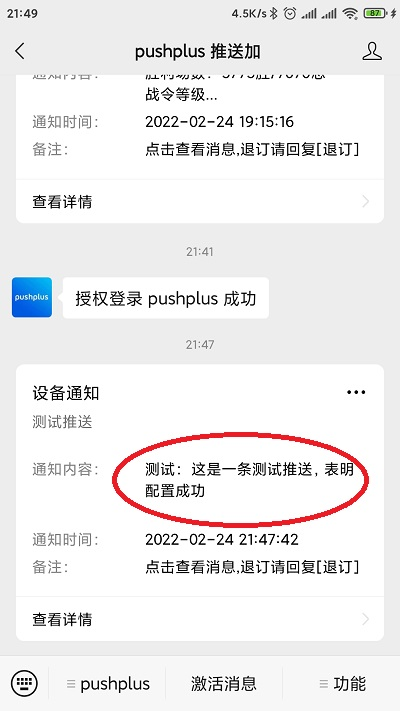 21:49
4.5K/s
87
pushplus 推送加
战令等级...
通知时间: 2022-02-24 19:15:16
备注: 点击查看消息,退订请回复[退订]
查看详情
21:41
pushplus
授权登录 pushplus 成功
21:47
设备通知
测试推送
通知内容: 测试：这是一条测试推送，表明
配置成功
通知时间: 2022-02-24 21:47:42
备注: 点击查看消息,退订请回复[退订]
查看详情
pushplus 激活消息 功能